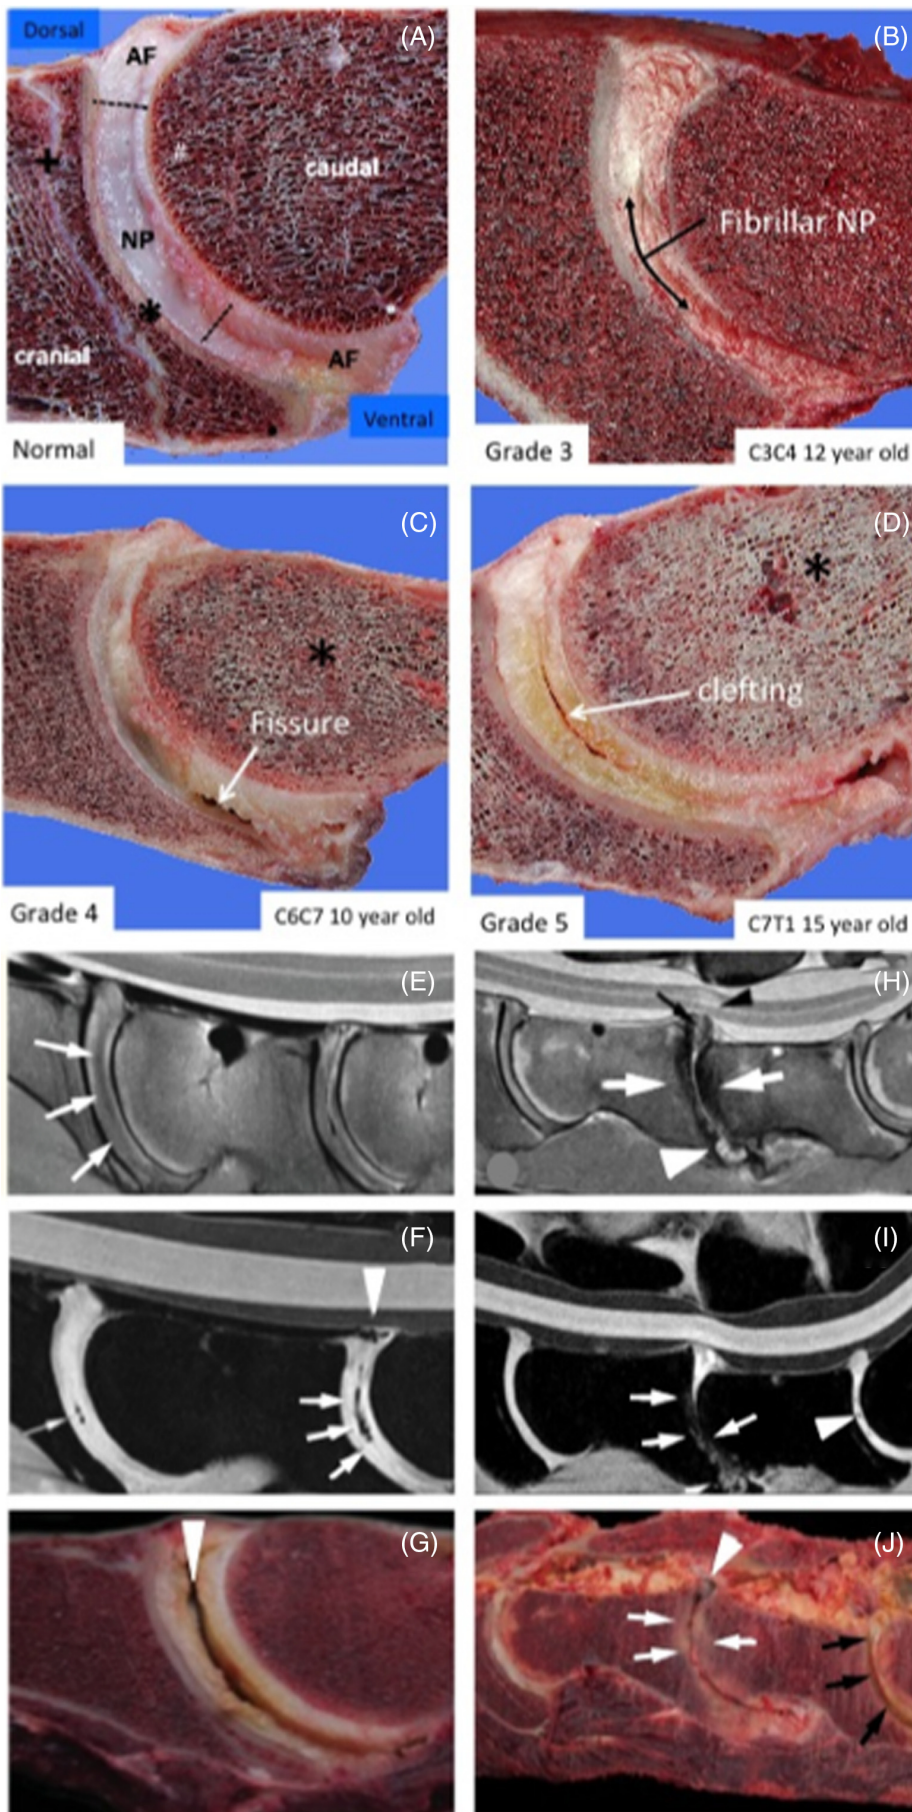 Dorsal
(A)
AF
+
#
caudal
NP
*
cranial
AF
Ventral
Normal
(B)
Fibrillar NP
Grade 3
C3C4 12 year old
(C)
*
Fissure
Grade 4
C6C7 10 year old
(D)
*
clefting
Grade 5
C7T1 15 year old
(E)
(H)
(F)
(I)
(G)
(J)